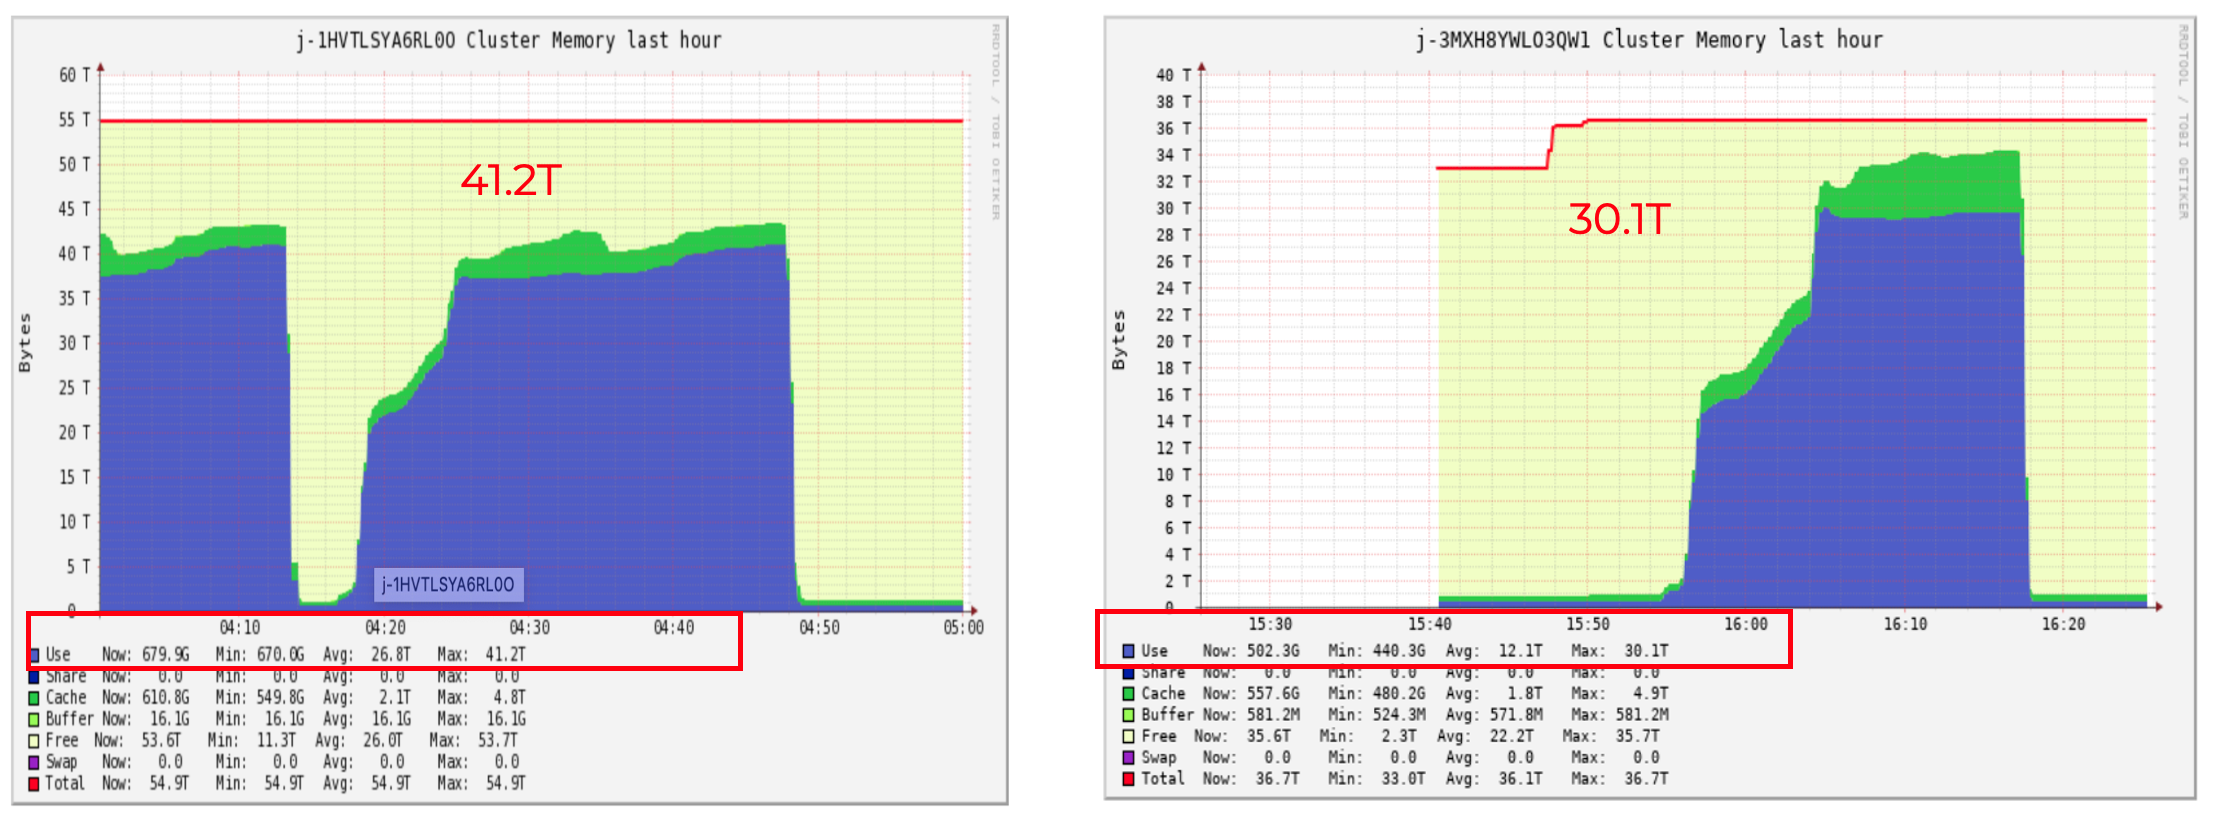 j-1HVTLSYA6RL0O Cluster Memory last hour
RRDTOOL / TOBI OETIKER
60 T
55 T
50 T
45 T
40 T
35 T
30 T
25 T
20 T
15 T
10 T
5 T
0
Bytes
41.2T
j-1HVTLSYA6RL0O
04:10 04:20 04:30 04:40 04:50 05:00
Use Now: 679.9G Min: 670.0G Avg: 26.8T Max: 41.2T
Share Now: 0.0 Min: 0.0 Avg: 0.0 Max: 0.0
Cache Now: 610.8G Min: 549.8G Avg: 2.1T Max: 4.8T
Buffer Now: 16.1G Min: 16.1G Avg: 16.1G Max: 16.1G
Free Now: 53.6T Min: 11.3T Avg: 26.0T Max: 53.7T
Swap Now: 0.0 Min: 0.0 Avg: 0.0 Max: 0.0
Total Now: 54.9T Min: 54.9T Avg: 54.9T Max: 54.9T
j-3MXH8YWLO3QW1 Cluster Memory last hour
RRDTOOL / TOBI OETIKER
40 T
38 T
36 T
34 T
32 T
30 T
28 T
26 T
24 T
22 T
20 T
18 T
16 T
14 T
12 T
10 T
8 T
6 T
4 T
2 T
0
Bytes
30.1T
15:30 15:40 15:50 16:00 16:10 16:20
Use Now: 502.3G Min: 440.3G Avg: 12.1T Max: 30.1T
Share Now: 0.0 Min: 0.0 Avg: 0.0 Max: 0.0
Cache Now: 557.6G Min: 480.2G Avg: 1.8T Max: 4.9T
Buffer Now: 581.2M Min: 524.3M Avg: 571.8M Max: 581.2M
Free Now: 35.6T Min: 2.3T Avg: 22.2T Max: 35.7T
Swap Now: 0.0 Min: 0.0 Avg: 0.0 Max: 0.0
Total Now: 36.7T Min: 33.0T Avg: 36.1T Max: 36.7T